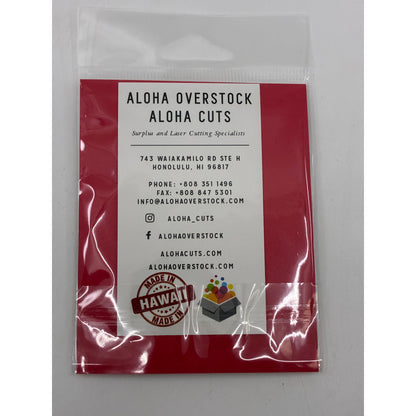 ALOHA OVERSTOCK
ALOHA CUTS
Surplus and Laser Cutting Specialists
743 WAIAKAMILO RD STE H
HONOLULU, HI 96817
PHONE: +808 351 1496
FAX: +808 847 5301
INFO@ALOHAOVERSTOCK.COM
ALOHA_CUTS
ALOHAOVERSTOCK
ALOHACUTS.COM
ALOHAOVERSTOCK.COM
MADE IN
HAWAII
MADE IN